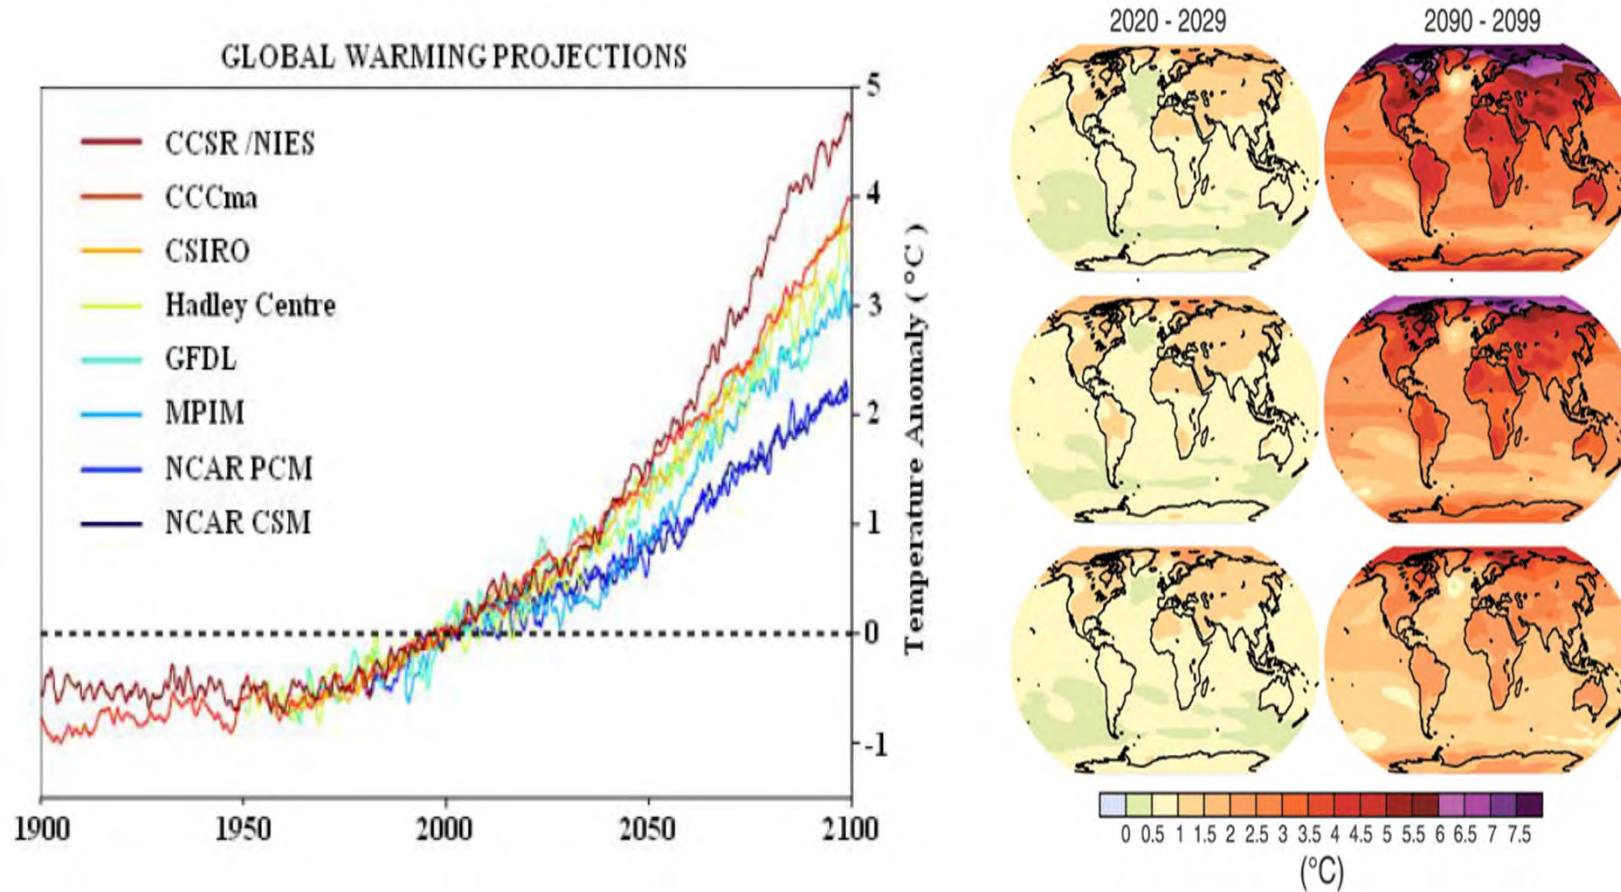 GLOBAL WARMING PROJECTIONS
CCSR /NIES
CCCma
CSIRO
Hadley Centre
GFDL
MPIM
NCAR PCM
NCAR CSM
5
4
3
2
1
0
-1
Temperature Anomaly ( °C )
1900 1950 2000 2050 2100
2020 - 2029 2090 - 2099
0 0.5 1 1.5 2 2.5 3 3.5 4 4.5 5 5.5 6 6.5 7 7.5
(°C)